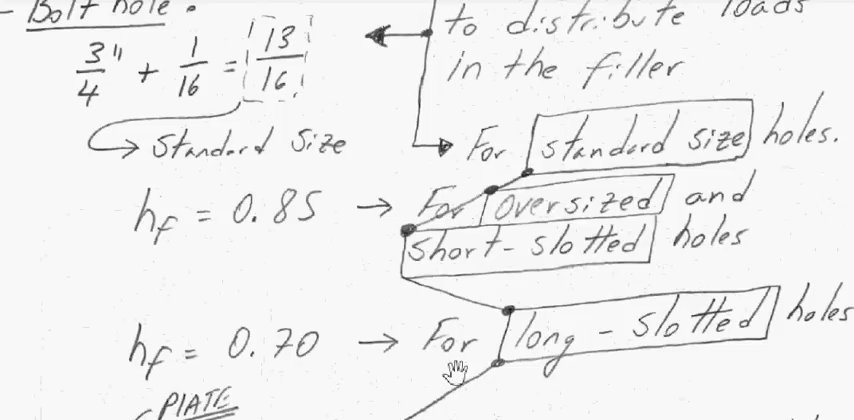 - Bolt hole.
3/4" + 1/16 = 13/16
Standard Size
to distribute loads
in the filler
For standard size holes.
hf = 0.85 → For oversized and
short-slotted holes
hf = 0.70 → For long-slotted holes
PLATE